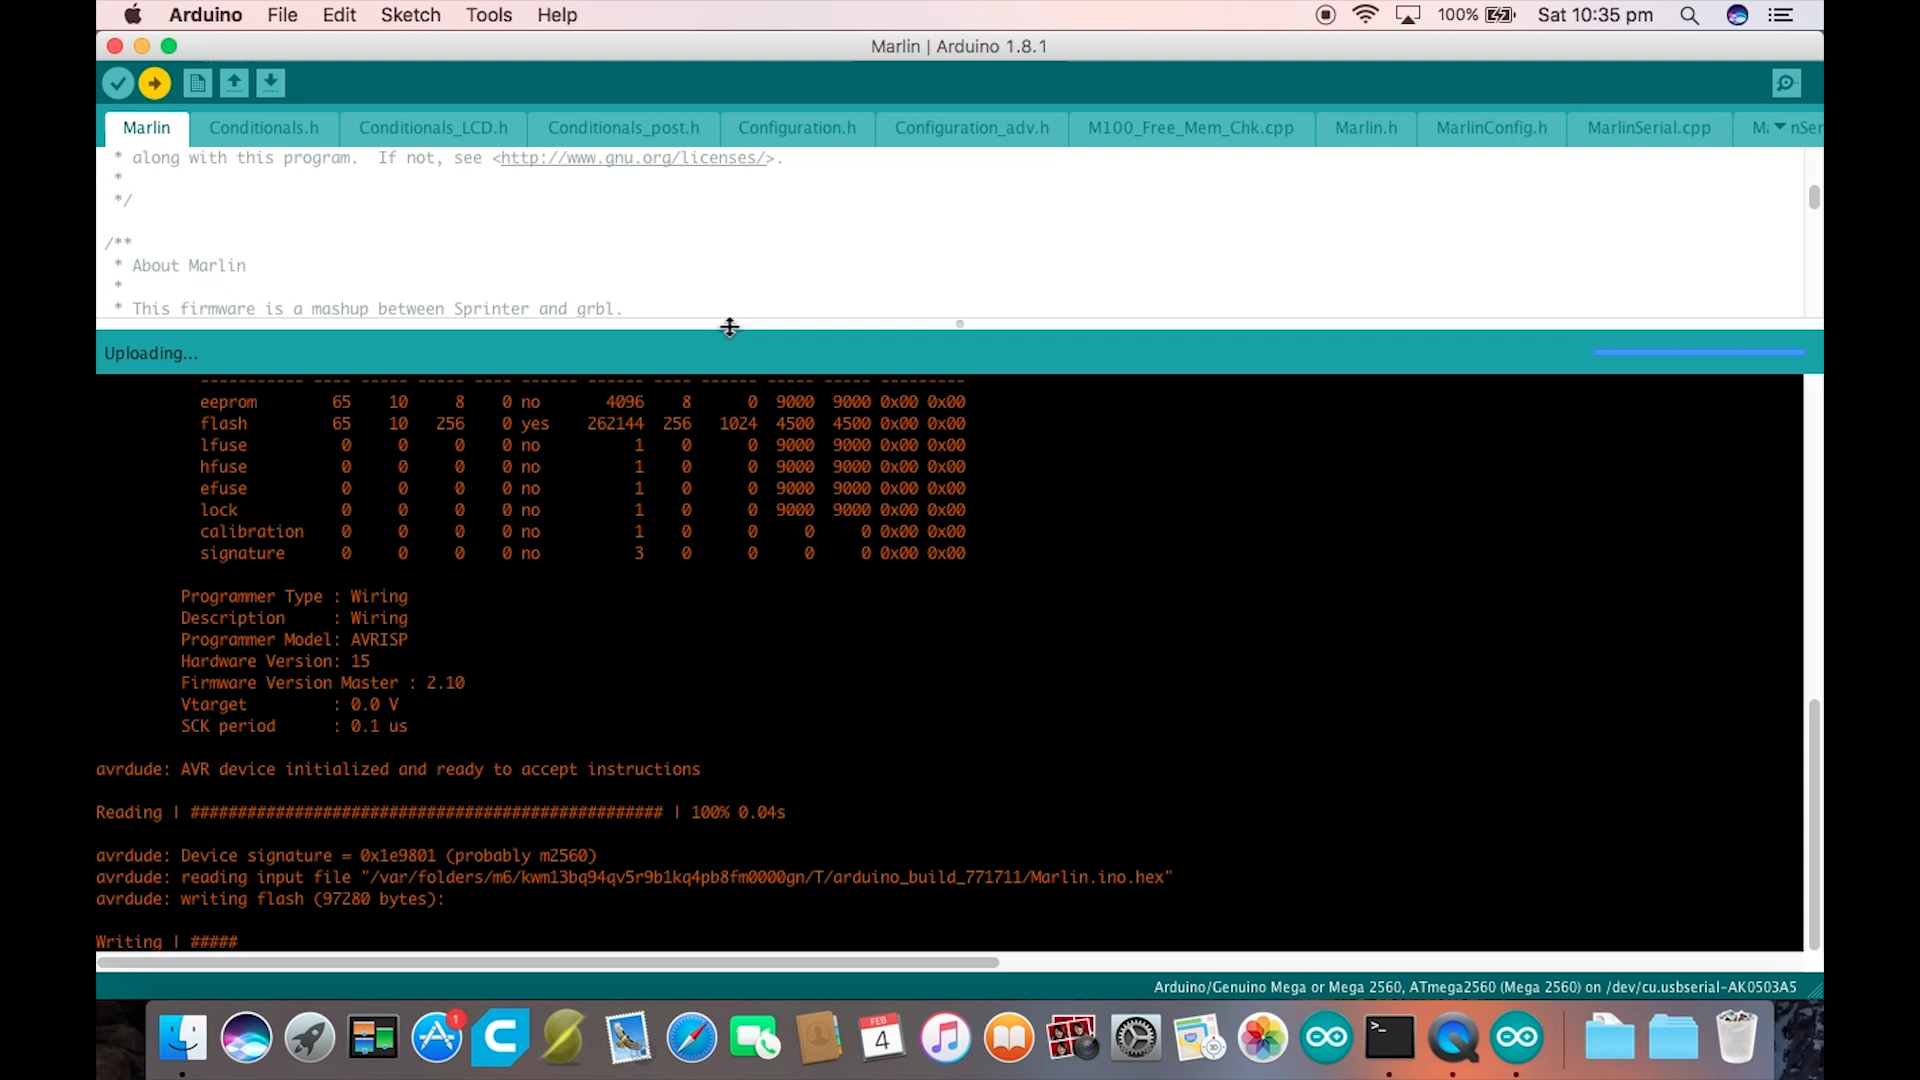 Arduino File Edit Sketch Tools Help 100% Sat 10:35 pm
Marlin | Arduino 1.8.1
Marlin Conditionals.h Conditionals_LCD.h Conditionals_post.h Configuration.h Configuration_adv.h M100_Free_Mem_Chk.cpp Marlin.h MarlinConfig.h MarlinSerial.cpp
* along with this program.  If not, see <http://www.gnu.org/licenses/>.
*
*/
/**
* About Marlin
*
* This firmware is a mashup between Sprinter and grbl.
Uploading...
----------- ---- ----- ----- ---- ------ ------ ---- ------ ----- ----- ---------
eeprom 65 10 8 0 no 4096 8 0 9000 9000 0x00 0x00
flash 65 10 256 0 yes 262144 256 1024 4500 4500 0x00 0x00
lfuse 0 0 0 0 no 1 0 0 9000 9000 0x00 0x00
hfuse 0 0 0 0 no 1 0 0 9000 9000 0x00 0x00
efuse 0 0 0 0 no 1 0 0 9000 9000 0x00 0x00
lock 0 0 0 0 no 1 0 0 9000 9000 0x00 0x00
calibration 0 0 0 0 no 1 0 0 0 0 0x00 0x00
signature 0 0 0 0 no 3 0 0 0 0 0x00 0x00
Programmer Type : Wiring
Description     : Wiring
Programmer Model: AVRISP
Hardware Version: 15
Firmware Version Master : 2.10
Vtarget         : 0.0 V
SCK period      : 0.1 us
avrdude: AVR device initialized and ready to accept instructions
Reading | ################################################## | 100% 0.04s
avrdude: Device signature = 0x1e9801 (probably m2560)
avrdude: reading input file "/var/folders/m6/kwm13bq94qv5r9b1kq4pb8fm0000gn/T/arduino_build_771711/Marlin.ino.hex"
avrdude: writing flash (97280 bytes):
Writing | #####
Arduino/Genuino Mega or Mega 2560, ATmega2560 (Mega 2560) on /dev/cu.usbserial-AK0503A5
1
FEB
4